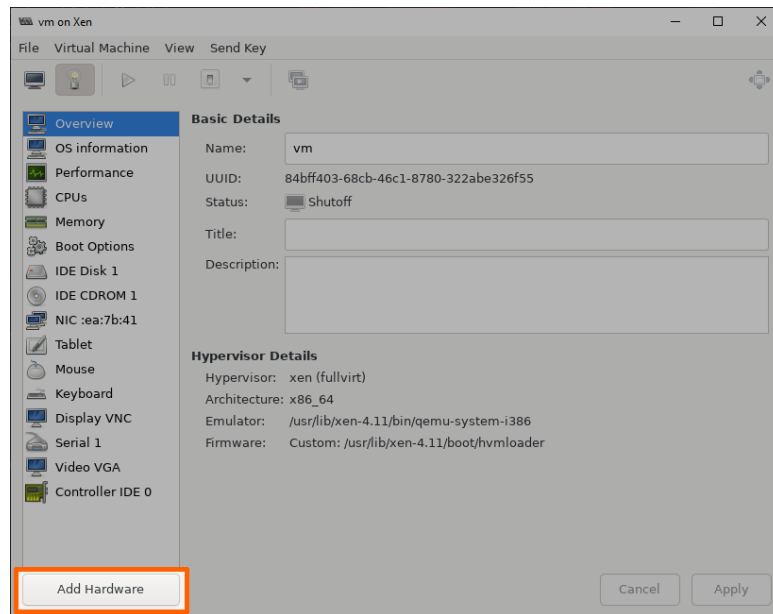 vm on Xen
File Virtual Machine View Send Key
Overview
OS information
Performance
CPUs
Memory
Boot Options
IDE Disk 1
IDE CDROM 1
NIC :ea:7b:41
Tablet
Mouse
Keyboard
Display VNC
Serial 1
Video VGA
Controller IDE 0
Add Hardware
Basic Details
Name: vm
UUID: 84bff403-68cb-46c1-8780-322abe326f55
Status: Shutoff
Title:
Description:
Hypervisor Details
Hypervisor: xen (fullvirt)
Architecture: x86_64
Emulator: /usr/lib/xen-4.11/bin/qemu-system-i386
Firmware: Custom: /usr/lib/xen-4.11/boot/hvmloader
Cancel Apply